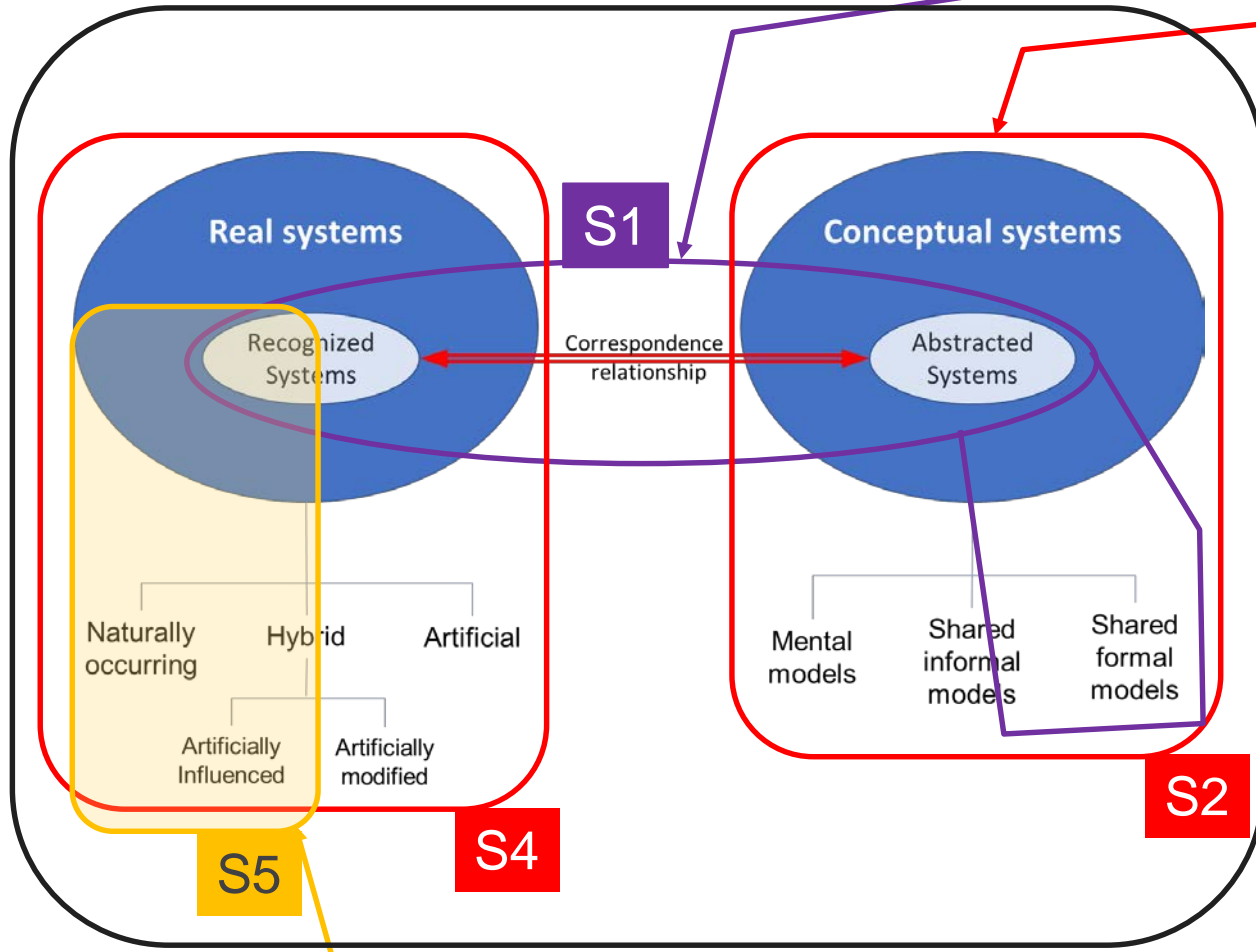 S1
Real systems
Conceptual systems
Recognized
Systems
Correspondence
relationship
Abstracted
Systems
Naturally
occurring
Hybrid
Artificial
Artificially
Influenced
Artificially
modified
Mental
models
Shared
informal
models
Shared
formal
models
S2
S4
S5